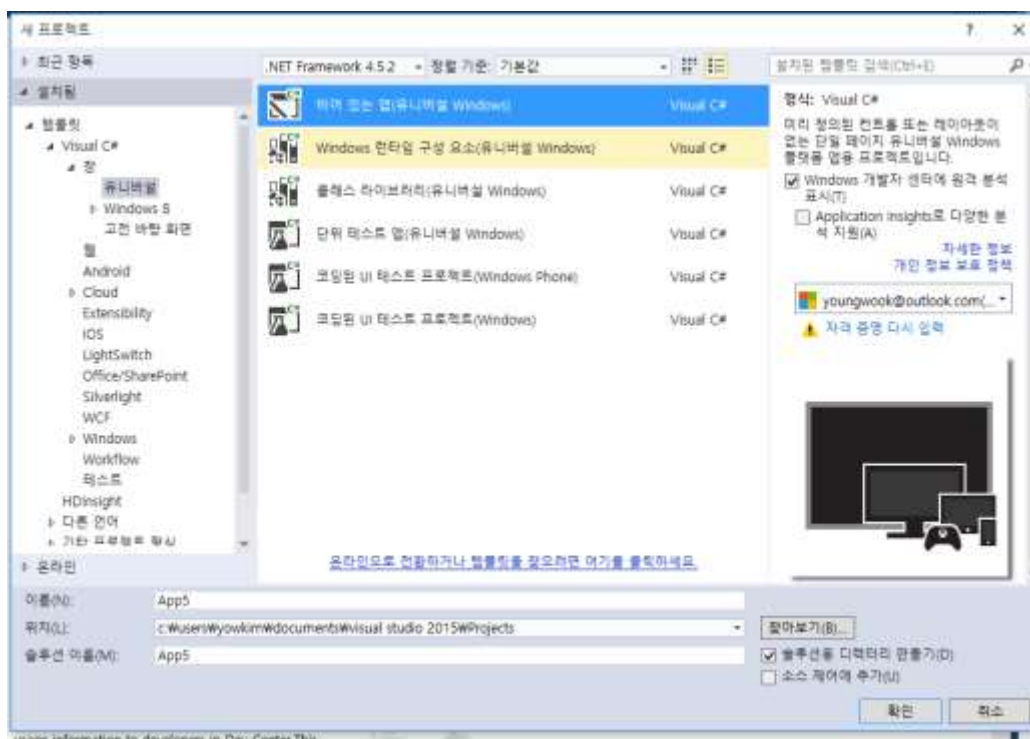 새 프로젝트
최근 항목
.NET Framework 4.5.2
정렬 기준: 기본값
설치된 템플릿 검색(Ctrl+E)
설치됨
템플릿
Visual C#
창
유니버설
Windows 8
고전 바탕 화면
웹
Android
Cloud
Extensibility
iOS
LightSwitch
Office/SharePoint
Silverlight
WCF
Windows
Workflow
테스트
HDInsight
다른 언어
기타 프로젝트 형식
온라인
비어 있는 앱(유니버설 Windows) Visual C#
Windows 런타임 구성 요소(유니버설 Windows) Visual C#
클래스 라이브러리(유니버설 Windows) Visual C#
단위 테스트 앱(유니버설 Windows) Visual C#
코딩된 UI 테스트 프로젝트(Windows Phone) Visual C#
코딩된 UI 테스트 프로젝트(Windows) Visual C#
온라인으로 전환하거나 템플릿을 찾으려면 여기를 클릭하세요.
형식: Visual C#
미리 정의된 컨트롤 또는 레이아웃이
없는 단일 페이지 유니버설 Windows
플랫폼 앱용 프로젝트입니다.
Windows 개발자 센터에 원격 분석
표시(T)
Application Insights로 다양한 분
석 지원(A)
자세한 정보
개인 정보 보호 정책
youngwook@outlook.com(...
자격 증명 다시 입력
이름(N): App5
위치(L): c:₩users₩yowkim₩documents₩visual studio 2015₩Projects
찾아보기(B)...
솔루션 이름(M): App5
솔루션용 디렉터리 만들기(D)
소스 제어에 추가(U)
확인 취소
usage information to developers in Dev Center.This